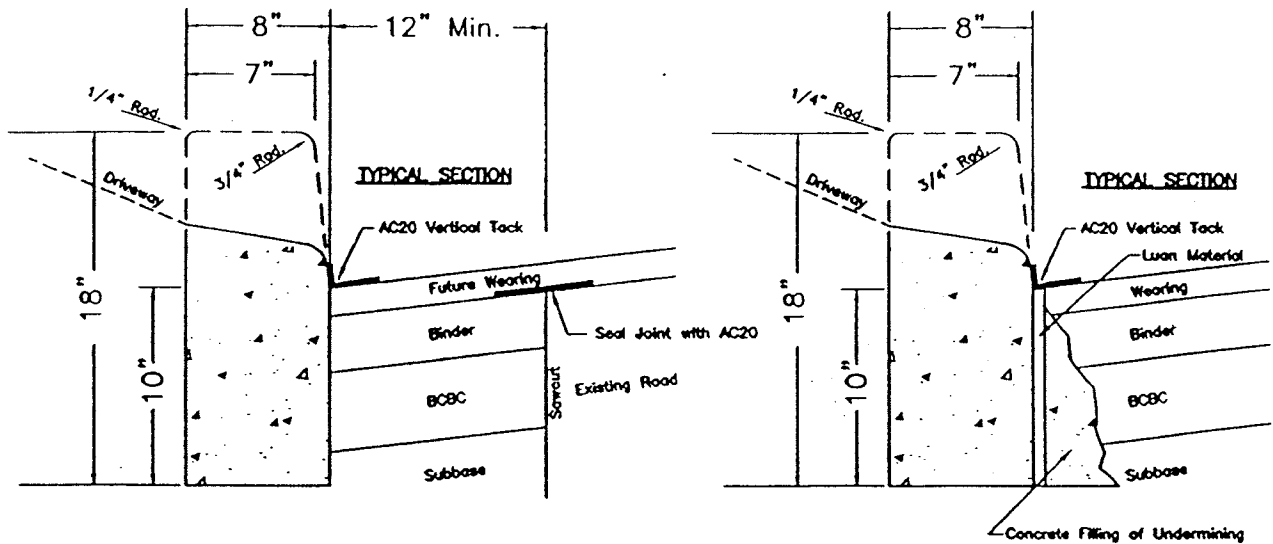 8" 12" Min.
7"
1/4" Rad.
3/4" Rad.
Driveway
TYPICAL SECTION
AC20 Vertical Tack
Future Wearing
18"
10"
Binder
Seal Joint with AC20
BCBC
Sawcut
Existing Road
Subbase
8"
7"
1/4" Rad.
3/4" Rad.
Driveway
TYPICAL SECTION
AC20 Vertical Tack
Luan Material
Wearing
18"
10"
Binder
BCBC
Subbase
Concrete Filling of Undermining